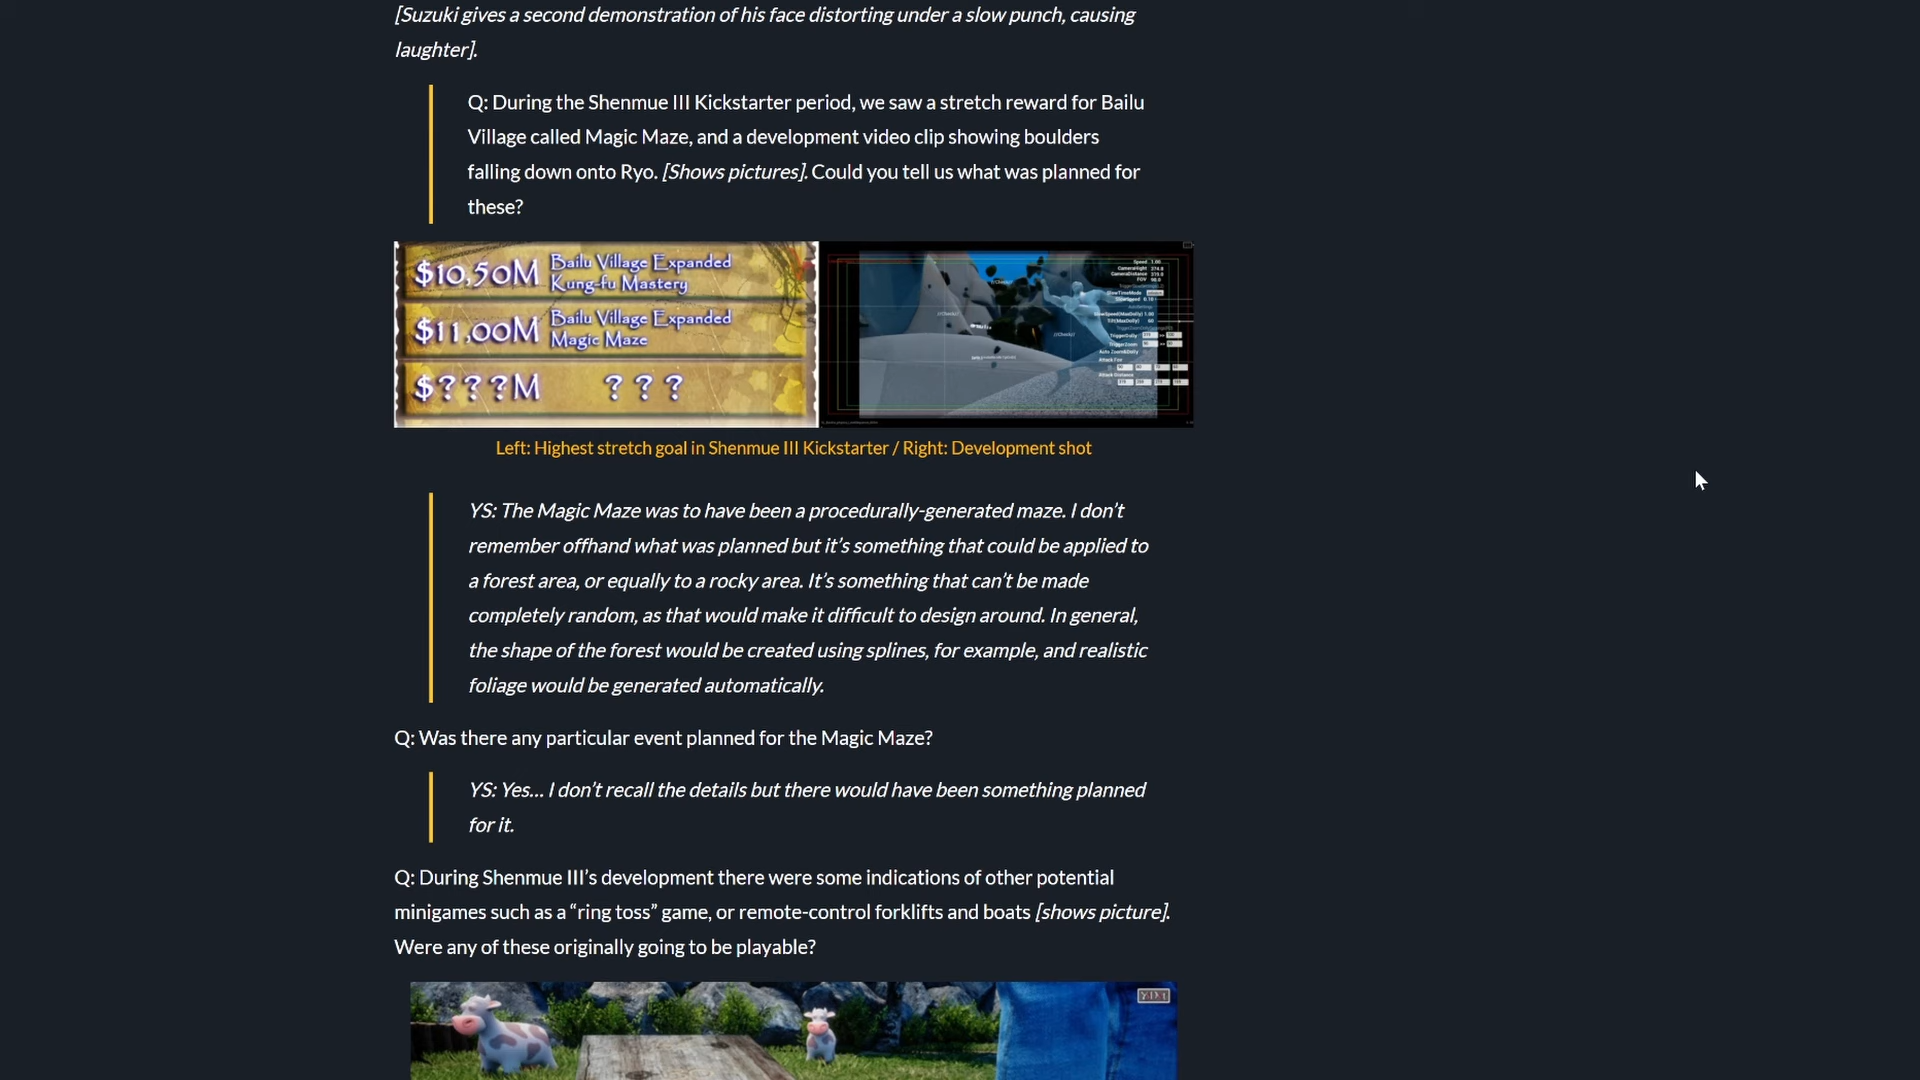 [Suzuki gives a second demonstration of his face distorting under a slow punch, causing
laughter].
Q: During the Shenmue III Kickstarter period, we saw a stretch reward for Bailu
Village called Magic Maze, and a development video clip showing boulders
falling down onto Ryo. [Shows pictures]. Could you tell us what was planned for
these?
$10,50M Bailu Village Expanded
Kung-fu Mastery
$11,00M Bailu Village Expanded
Magic Maze
$???M ???
Left: Highest stretch goal in Shenmue III Kickstarter / Right: Development shot
YS: The Magic Maze was to have been a procedurally-generated maze. I don’t
remember offhand what was planned but it’s something that could be applied to
a forest area, or equally to a rocky area. It’s something that can’t be made
completely random, as that would make it difficult to design around. In general,
the shape of the forest would be created using splines, for example, and realistic
foliage would be generated automatically.
Q: Was there any particular event planned for the Magic Maze?
YS: Yes… I don’t recall the details but there would have been something planned
for it.
Q: During Shenmue III’s development there were some indications of other potential
minigames such as a “ring toss” game, or remote-control forklifts and boats [shows picture].
Were any of these originally going to be playable?